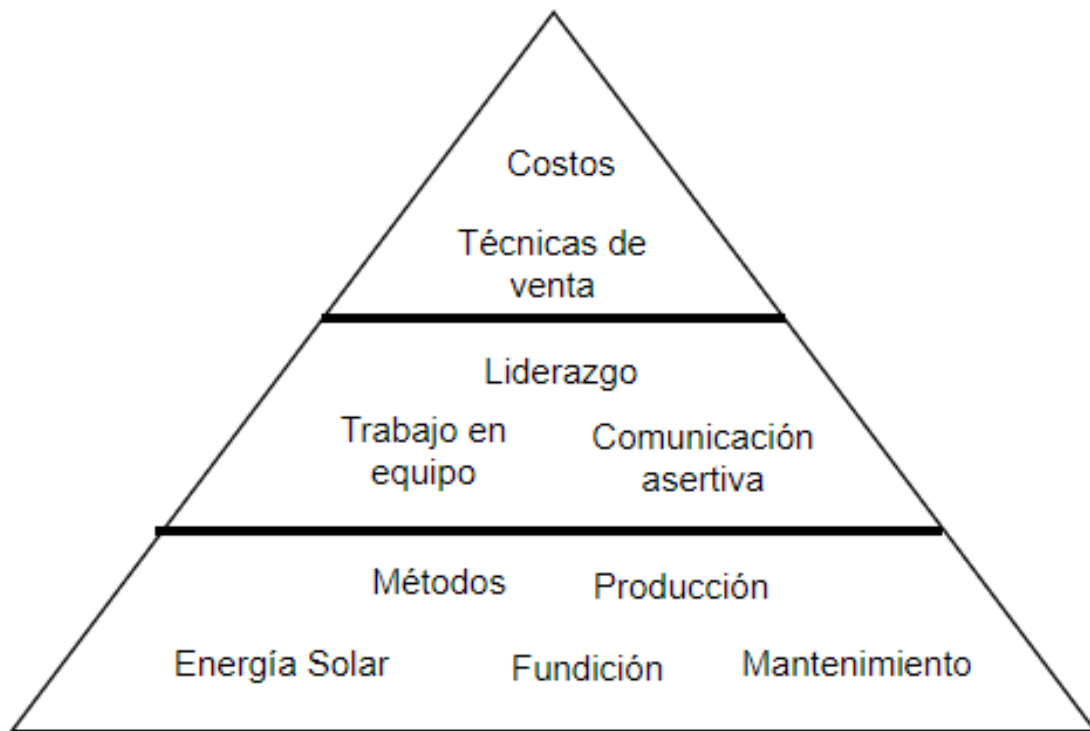 Costos
Técnicas de
venta
Liderazgo
Trabajo en
equipo
Comunicación
asertiva
Métodos
Producción
Energía Solar
Fundición
Mantenimiento